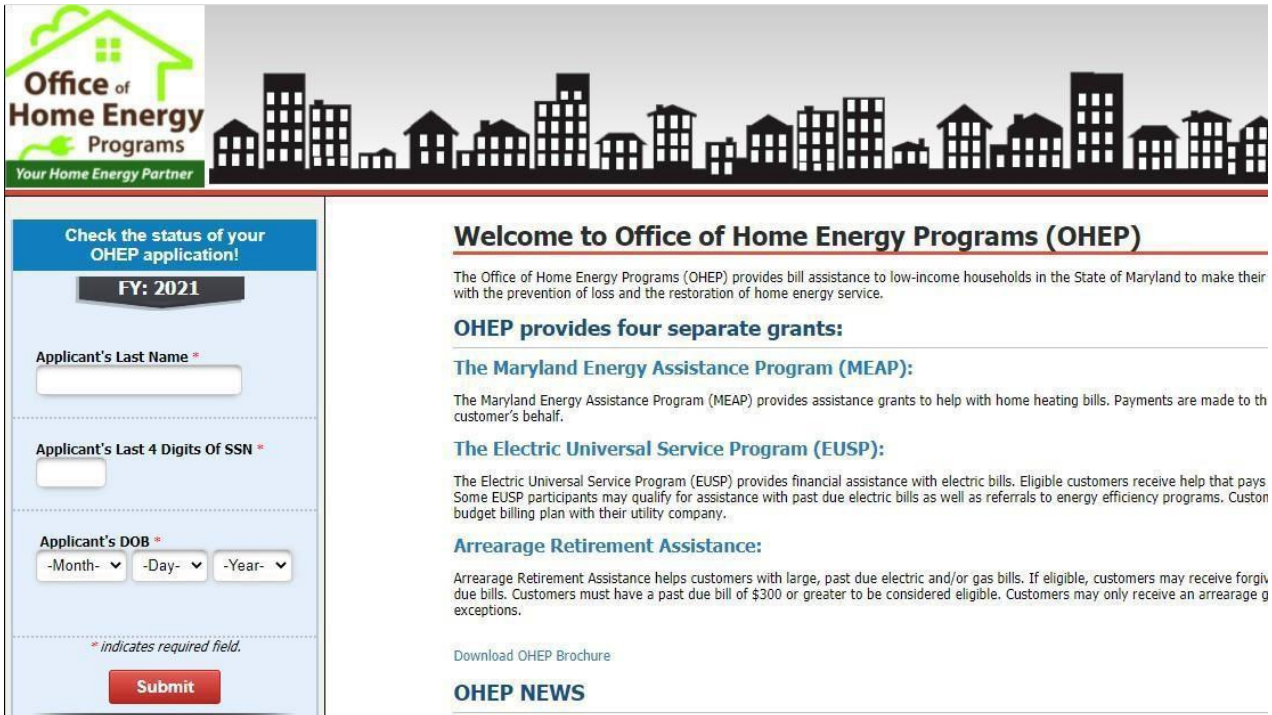 Office of
Home Energy
Programs
Your Home Energy Partner
Check the status of your
OHEP application!
FY: 2021
Applicant's Last Name *
Applicant's Last 4 Digits Of SSN *
Applicant's DOB *
-Month- -Day- -Year-
* indicates required field.
Submit
Welcome to Office of Home Energy Programs (OHEP)
The Office of Home Energy Programs (OHEP) provides bill assistance to low-income households in the State of Maryland to make their
with the prevention of loss and the restoration of home energy service.
OHEP provides four separate grants:
The Maryland Energy Assistance Program (MEAP):
The Maryland Energy Assistance Program (MEAP) provides assistance grants to help with home heating bills. Payments are made to th
customer's behalf.
The Electric Universal Service Program (EUSP):
The Electric Universal Service Program (EUSP) provides financial assistance with electric bills. Eligible customers receive help that pays
Some EUSP participants may qualify for assistance with past due electric bills as well as referrals to energy efficiency programs. Custom
budget billing plan with their utility company.
Arrearage Retirement Assistance:
Arrearage Retirement Assistance helps customers with large, past due electric and/or gas bills. If eligible, customers may receive forgiv
due bills. Customers must have a past due bill of $300 or greater to be considered eligible. Customers may only receive an arrearage g
exceptions.
Download OHEP Brochure
OHEP NEWS